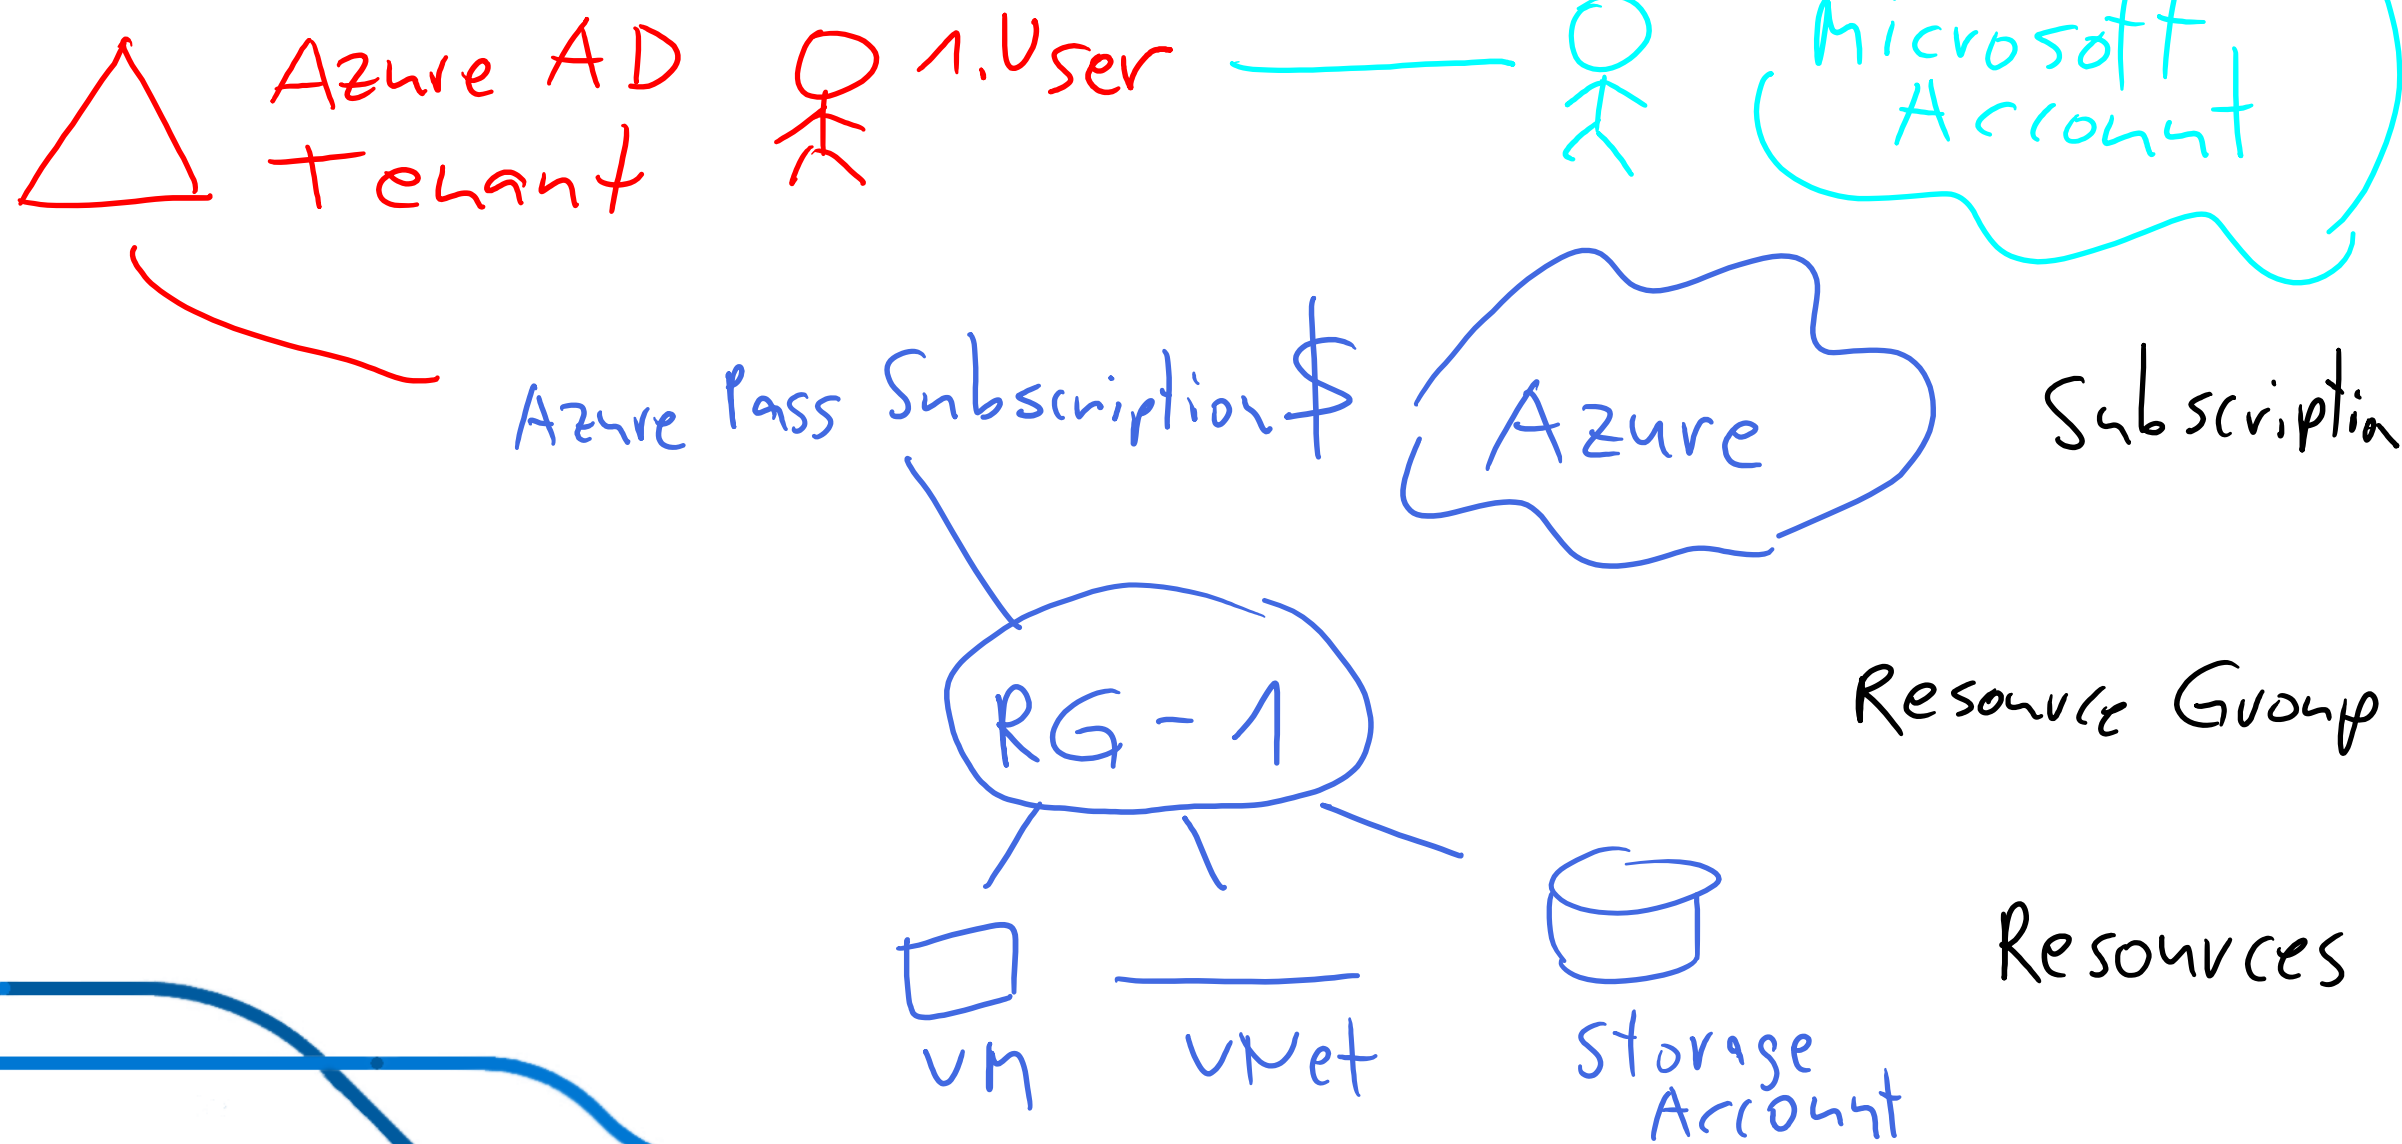 Azure AD
Tenant
1. User
Microsoft
Account
Azure Pass Subscription $
Azure
Subscription
RG-1
Resource Group
Resources
VM
VNet
Storage
Account